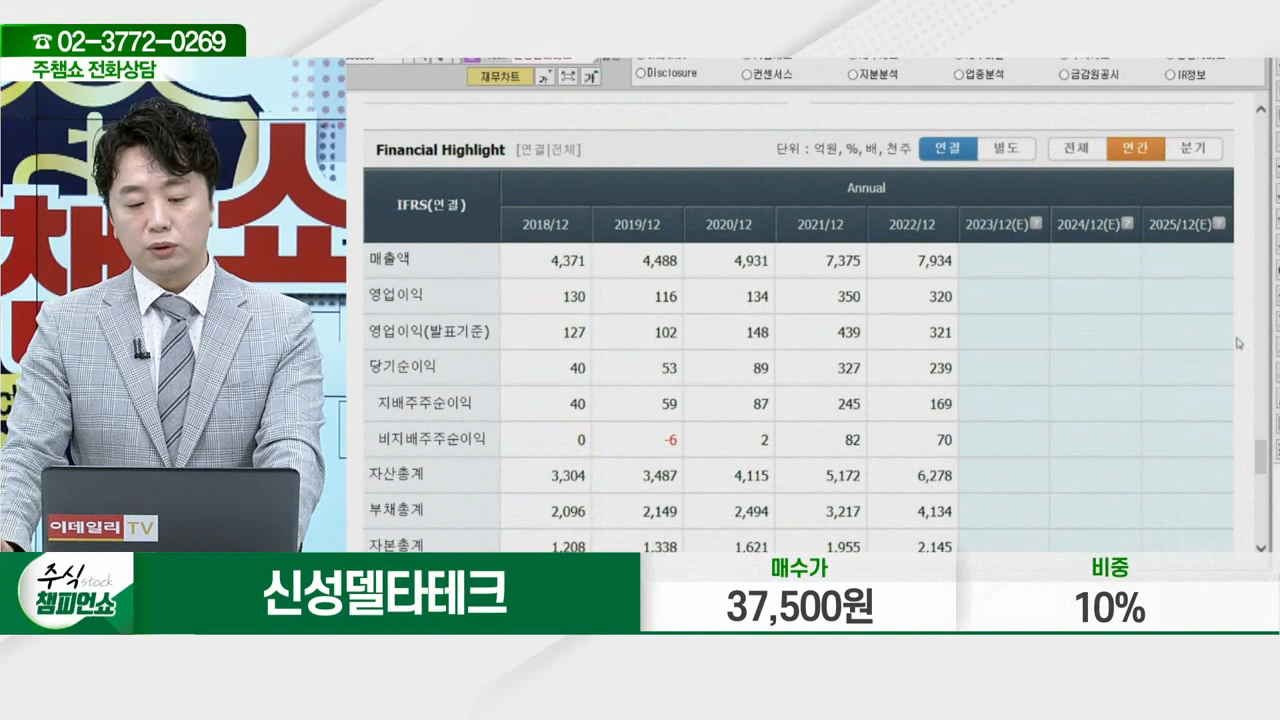 ☎ 02-3772-0269
주챔쇼 전화상담
재무차트
Disclosure
컨센서스
지분분석
업종분석
금감원공시
IR정보
Financial Highlight [연결|전체]
단위 : 억원, %, 배, 천주 연결 별도 전체 연간 분기
IFRS(연결) Annual
2018/12 2019/12 2020/12 2021/12 2022/12 2023/12(E) 2024/12(E) 2025/12(E)
매출액 4,371 4,488 4,931 7,375 7,934
영업이익 130 116 134 350 320
영업이익(발표기준) 127 102 148 439 321
당기순이익 40 53 89 327 239
지배주주순이익 40 59 87 245 169
비지배주주순이익 0 -6 2 82 70
자산총계 3,304 3,487 4,115 5,172 6,278
부채총계 2,096 2,149 2,494 3,217 4,134
자본총계 1,208 1,338 1,621 1,955 2,145
이데일리TV
주식 stock
챔피언쇼
신성델타테크
매수가
37,500원
비중
10%